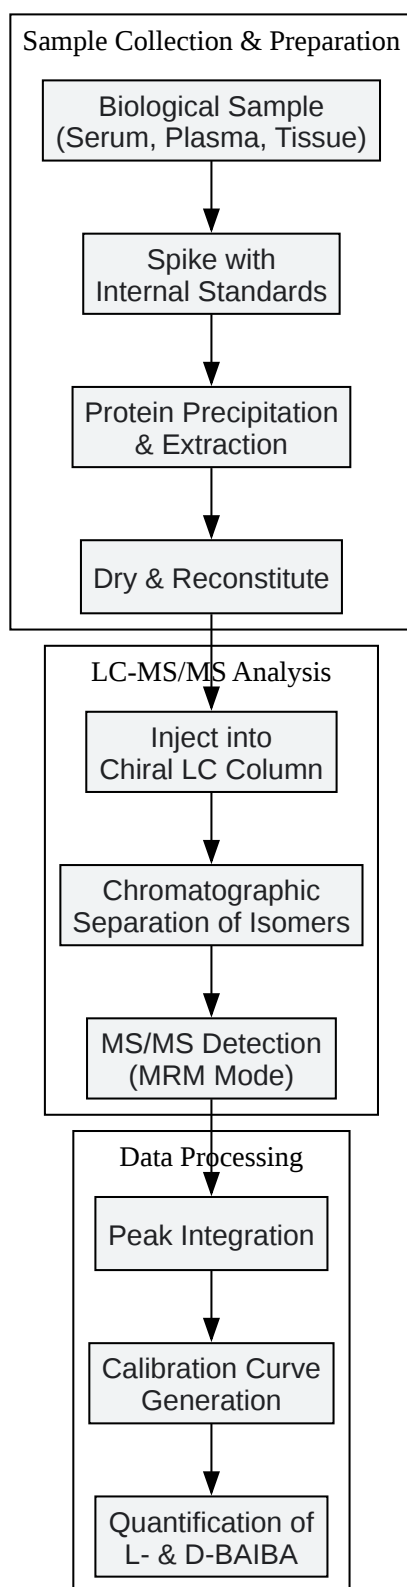 Sample Collection & Preparation
Biological Sample
(Serum, Plasma, Tissue)
Spike with
Internal Standards
Protein Precipitation
& Extraction
Dry & Reconstitute
LC-MS/MS Analysis
Inject into
Chiral LC Column
Chromatographic
Separation of Isomers
MS/MS Detection
(MRM Mode)
Data Processing
Peak Integration
Calibration Curve
Generation
Quantification of
L- & D-BAIBA